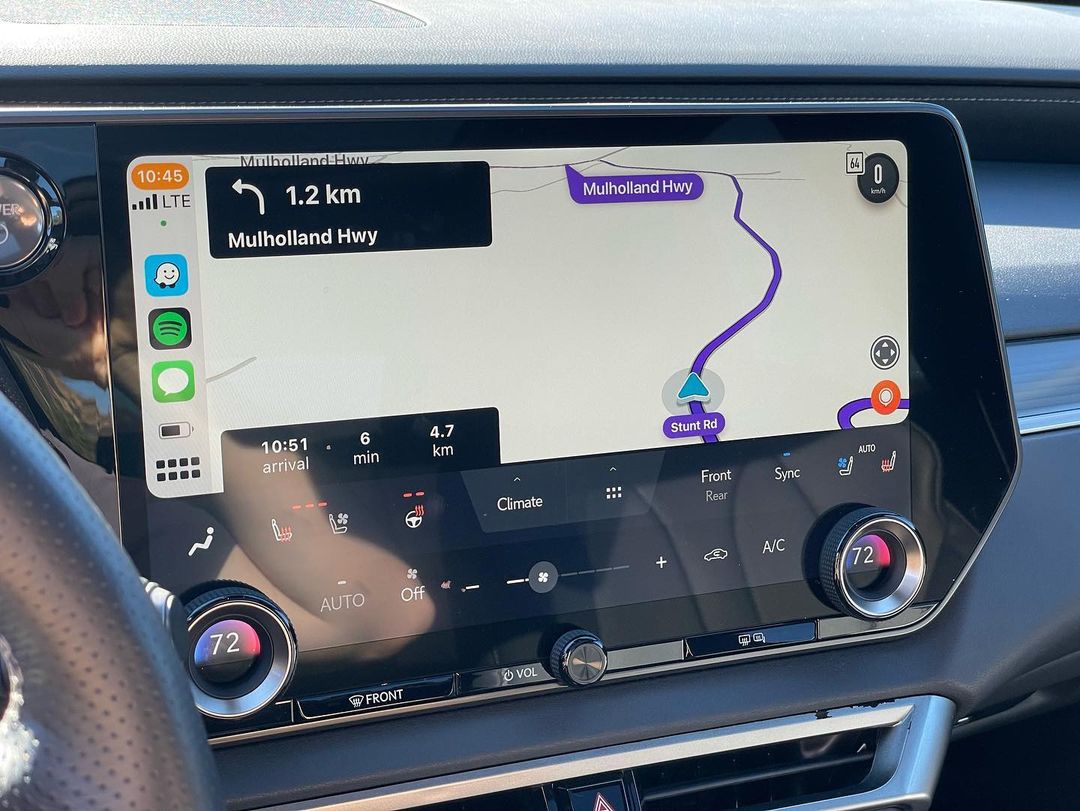 10:45
LTE
Mulholland Hwy
1.2 km
Mulholland Hwy
Mulholland Hwy
64
0
km/h
Stunt Rd
10:51
arrival
6
min
4.7
km
Climate
Front
Rear
Sync
AUTO
AUTO
Off
A/C
72
72
FRONT
VOL